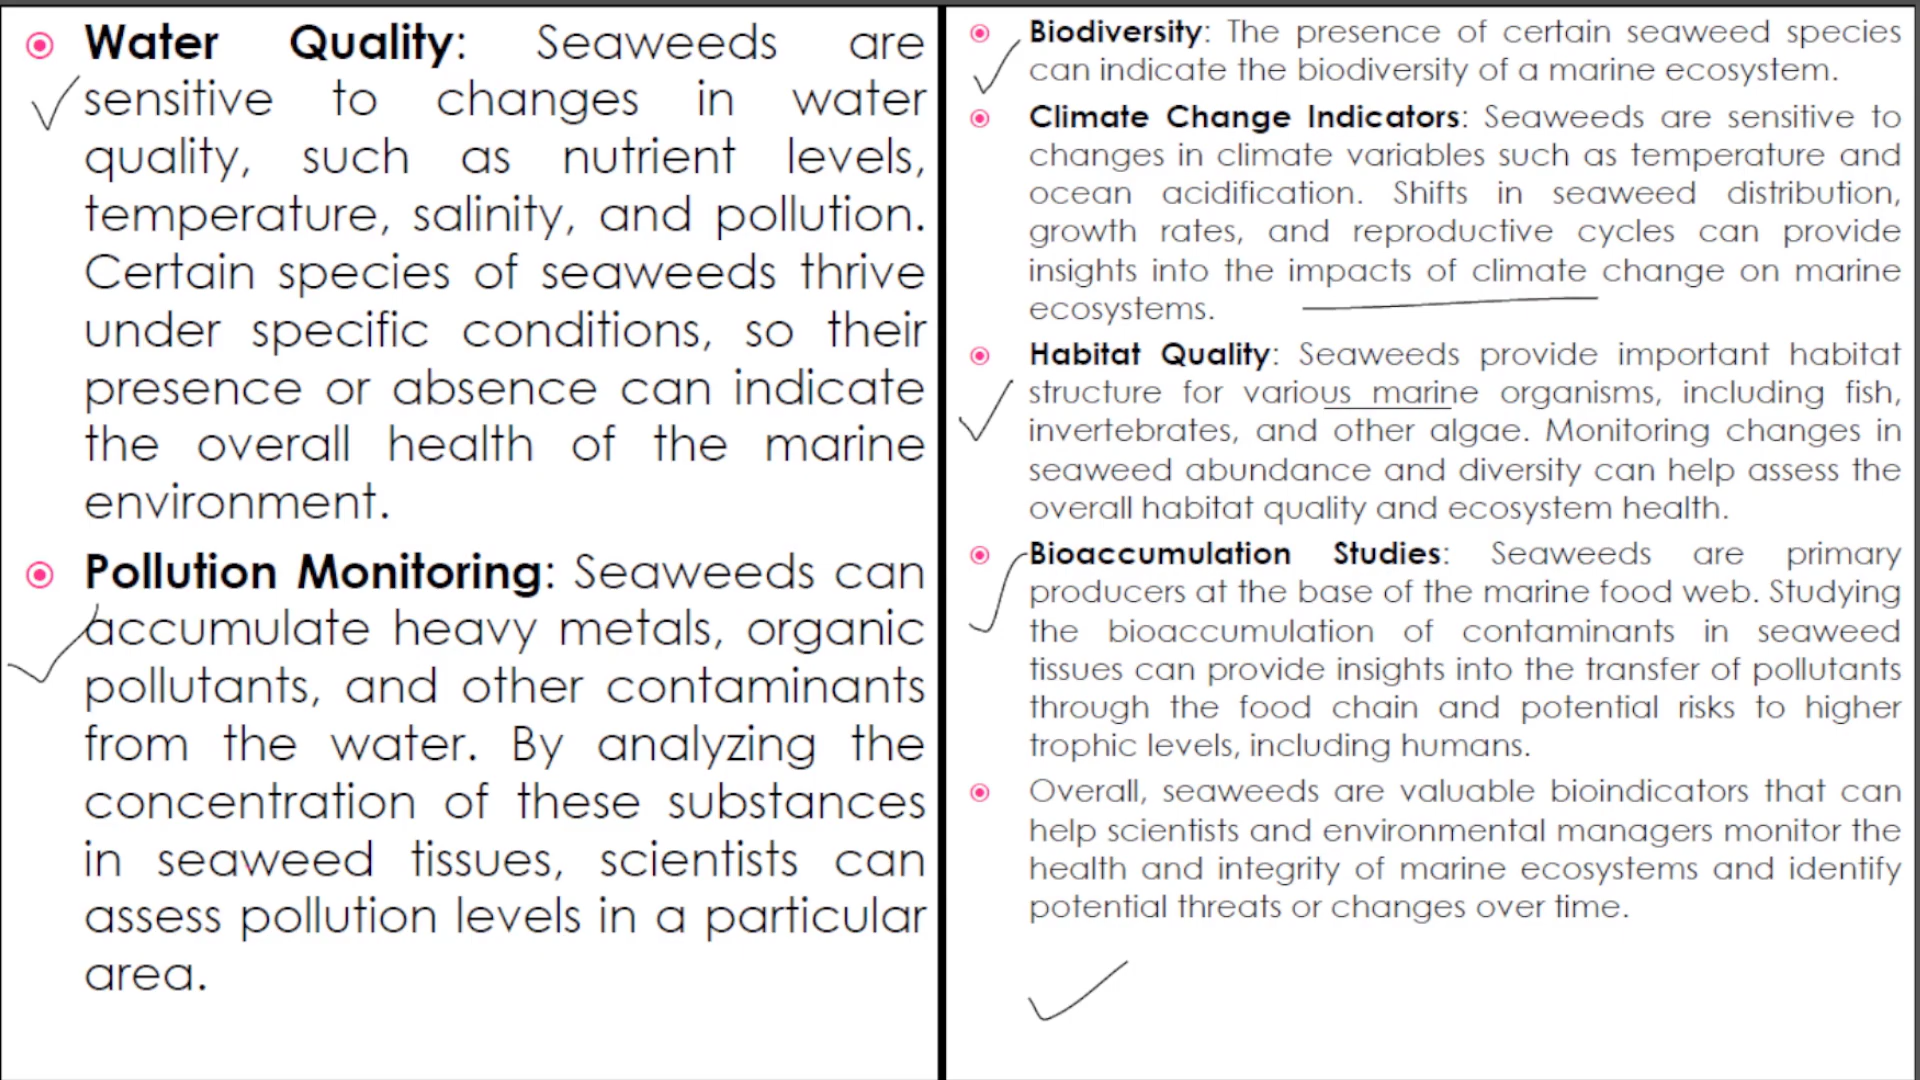 Water Quality: Seaweeds are
sensitive to changes in water
quality, such as nutrient levels,
temperature, salinity, and pollution.
Certain species of seaweeds thrive
under specific conditions, so their
presence or absence can indicate
the overall health of the marine
environment.
Pollution Monitoring: Seaweeds can
accumulate heavy metals, organic
pollutants, and other contaminants
from the water. By analyzing the
concentration of these substances
in seaweed tissues, scientists can
assess pollution levels in a particular
area.
Biodiversity: The presence of certain seaweed species
can indicate the biodiversity of a marine ecosystem.
Climate Change Indicators: Seaweeds are sensitive to
changes in climate variables such as temperature and
ocean acidification. Shifts in seaweed distribution,
growth rates, and reproductive cycles can provide
insights into the impacts of climate change on marine
ecosystems.
Habitat Quality: Seaweeds provide important habitat
structure for various marine organisms, including fish,
invertebrates, and other algae. Monitoring changes in
seaweed abundance and diversity can help assess the
overall habitat quality and ecosystem health.
Bioaccumulation Studies: Seaweeds are primary
producers at the base of the marine food web. Studying
the bioaccumulation of contaminants in seaweed
tissues can provide insights into the transfer of pollutants
through the food chain and potential risks to higher
trophic levels, including humans.
Overall, seaweeds are valuable bioindicators that can
help scientists and environmental managers monitor the
health and integrity of marine ecosystems and identify
potential threats or changes over time.